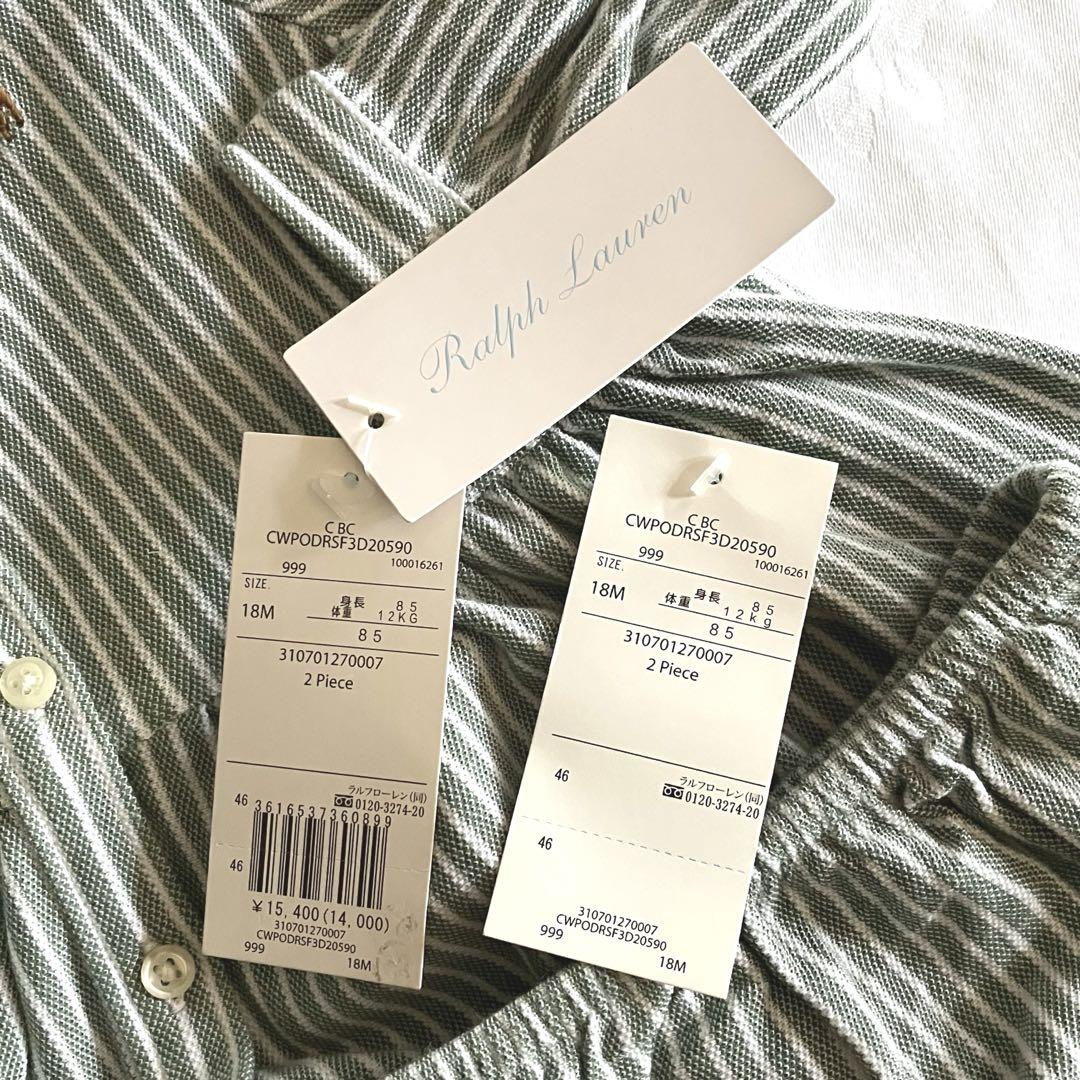 Ralph Lauren
C BC
CWPODRSF3D20590
999
100016261
SIZE.
18M
身長 85
体重 12KG
85
310701270007
2 Piece
ラルフローレン(同)
0120-3274-20
46
3616537360899
46
¥15,400(14,000)
310701270007
CWPODRSF3D20590
999
18M
C BC
CWPODRSF3D20590
999
100016261
SIZE.
18M
身長 85
体重 12kg
85
310701270007
2 Piece
46
ラルフローレン(同)
0120-3274-20
46
310701270007
CWPODRSF3D20590
999
18M